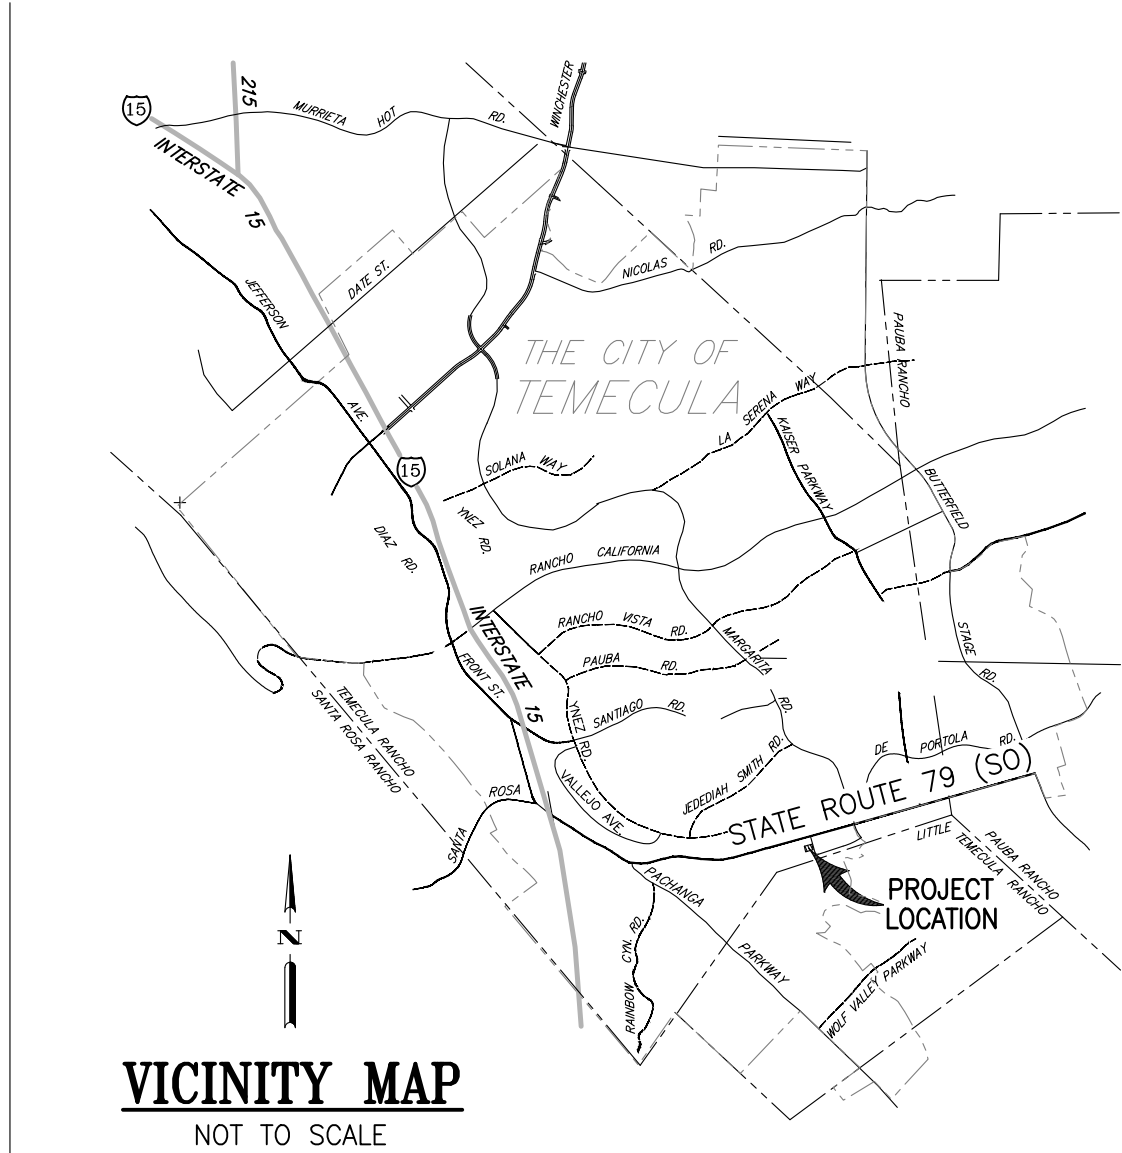 15
215
MURRIETA HOT RD.
WINCHESTER
INTERSTATE 15
JEFFERSON AVE.
DATE ST.
NICOLAS RD.
PAUBA RANCHO
THE CITY OF
TEMECULA
LA SERENA WAY
KAISER PARKWAY
SOLANA WAY
15
YNEZ RD.
DIAZ RD.
BUTTERFIELD STAGE RD.
RANCHO CALIFORNIA
RANCHO VISTA RD.
MARGARITA RD.
PAUBA RD.
INTERSTATE 15
FRONT ST.
YNEZ RD.
SANTIAGO RD.
TEMECULA RANCHO
SANTA ROSA RANCHO
DE PORTOLA RD.
JEDEDIAH SMITH RD.
VALLEJO AVE.
STATE ROUTE 79 (SO)
SANTA ROSA
LITTLE TEMECULA RANCHO
PAUBA RANCHO
PACHANGA PARKWAY
PROJECT
LOCATION
RAINBOW CYN. RD.
WOLF VALLEY PARKWAY
N
VICINITY MAP
NOT TO SCALE